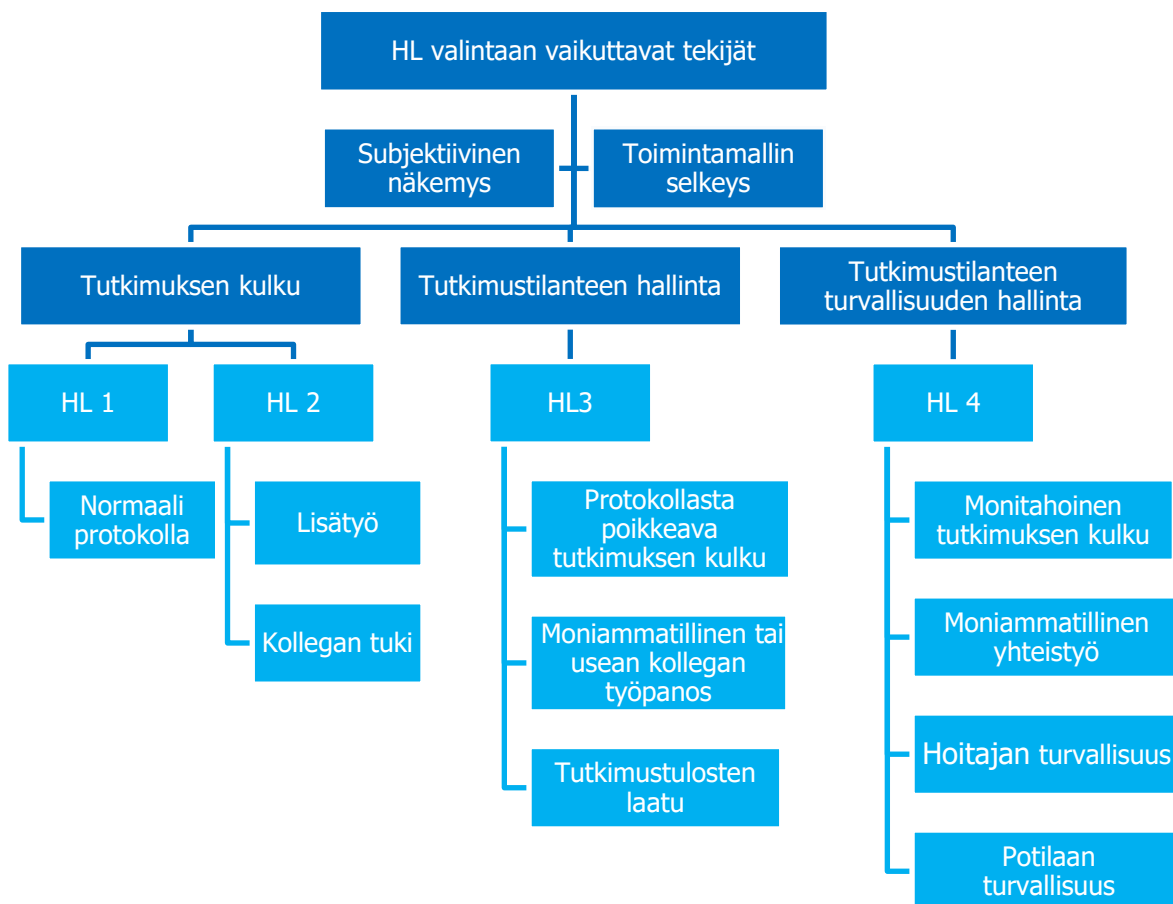 HL valintaan vaikuttavat tekijät
Subjektiivinen
näkemys
Toimintamallin
selkeys
Tutkimuksen kulku
Tutkimustilanteen hallinta
Tutkimustilanteen
turvallisuuden hallinta
HL 1
HL 2
HL3
HL 4
Normaali
protokolla
Lisätyö
Kollegan tuki
Protokollasta
poikkeava
tutkimuksen kulku
Moniammatillinen tai
usean kollegan
työpanos
Tutkimustulosten
laatu
Monitahoinen
tutkimuksen kulku
Moniammatillinen
yhteistyö
Hoitajan turvallisuus
Potilaan
turvallisuus